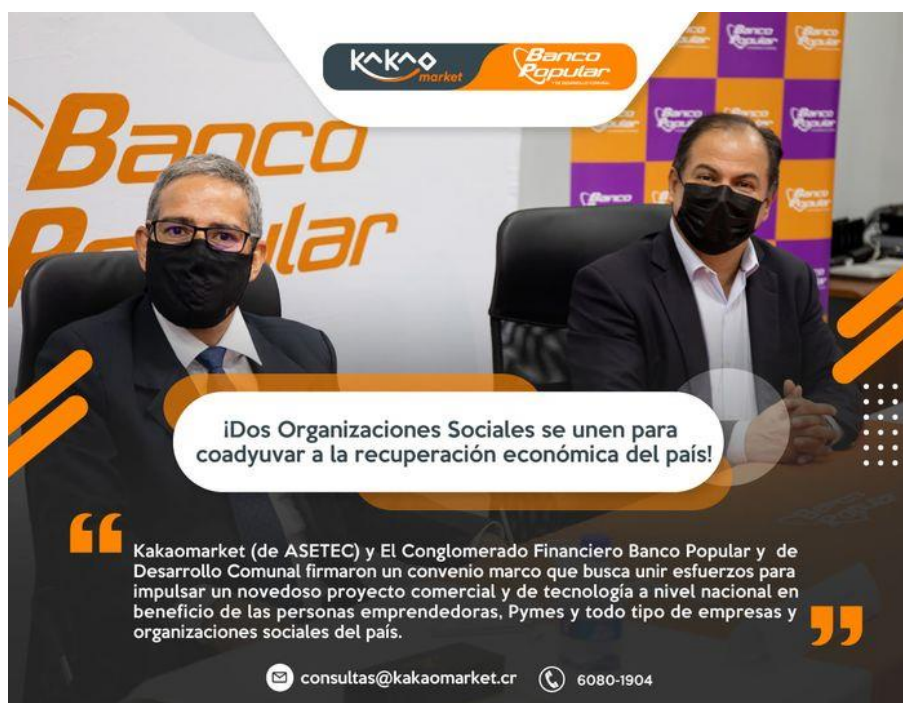 kakao
market
Banco
Popular
Y DE DESARROLLO COMUNAL
Banco
Popular
¡Dos Organizaciones Sociales se unen para
coadyuvar a la recuperación económica del país!
Kakaomarket (de ASETEC) y El Conglomerado Financiero Banco Popular y de
Desarrollo Comunal firmaron un convenio marco que busca unir esfuerzos para
impulsar un novedoso proyecto comercial y de tecnología a nivel nacional en
beneficio de las personas emprendedoras, Pymes y todo tipo de empresas y
organizaciones sociales del país.
consultas@kakaomarket.cr 6080-1904